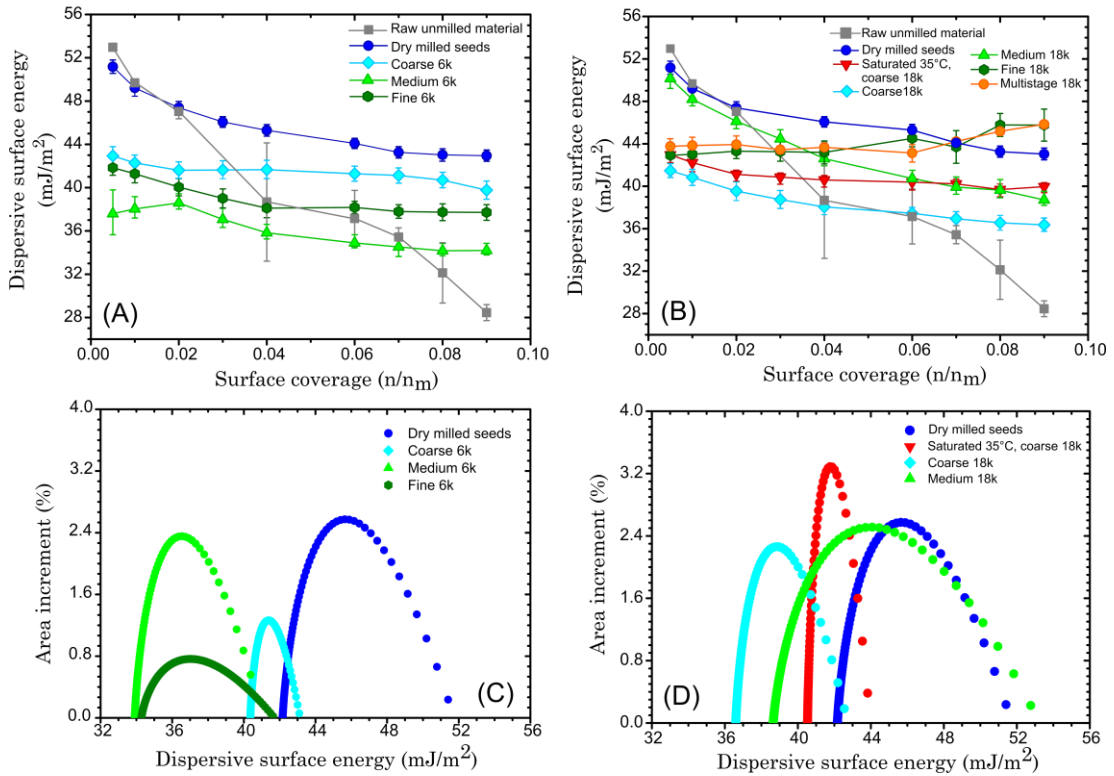 56
52
48
44
40
36
32
28
Dispersive surface energy
(mJ/m²)
Raw unmilled material
Dry milled seeds
Coarse 6k
Medium 6k
Fine 6k
(A)
0.00
0.02
0.04
0.06
0.08
0.10
Surface coverage (n/nₘ)
56
52
48
44
40
36
32
28
Dispersive surface energy
(mJ/m²)
Raw unmilled material
Dry milled seeds
Saturated 35°C,
coarse 18k
Coarse18k
Medium 18k
Fine 18k
Multistage 18k
(B)
0.00
0.02
0.04
0.06
0.08
0.10
Surface coverage (n/nₘ)
4.0
3.2
2.4
1.6
0.8
0.0
Area increment (%)
Dry milled seeds
Coarse 6k
Medium 6k
Fine 6k
(C)
32
36
40
44
48
52
56
Dispersive surface energy (mJ/m²)
4.0
3.2
2.4
1.6
0.8
0.0
Area increment (%)
Dry milled seeds
Saturated 35°C, coarse 18k
Coarse 18k
Medium 18k
(D)
32
36
40
44
48
52
56
Dispersive surface energy (mJ/m²)